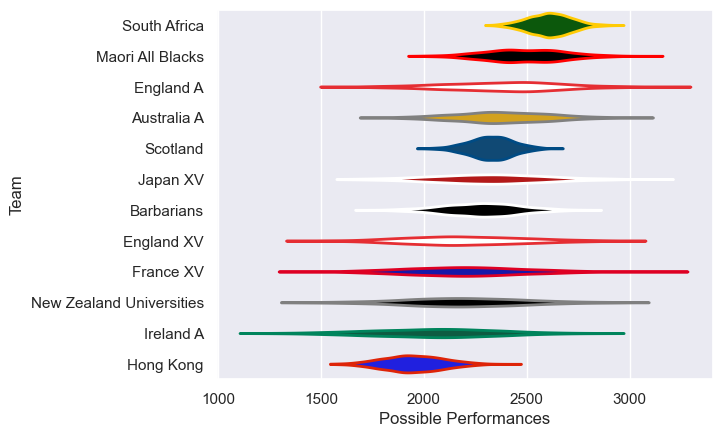 South Africa
Maori All Blacks
England A
Australia A
Scotland
Japan XV
Barbarians
England XV
France XV
New Zealand Universities
Ireland A
Hong Kong
Team
1000 1500 2000 2500 3000
Possible Performances